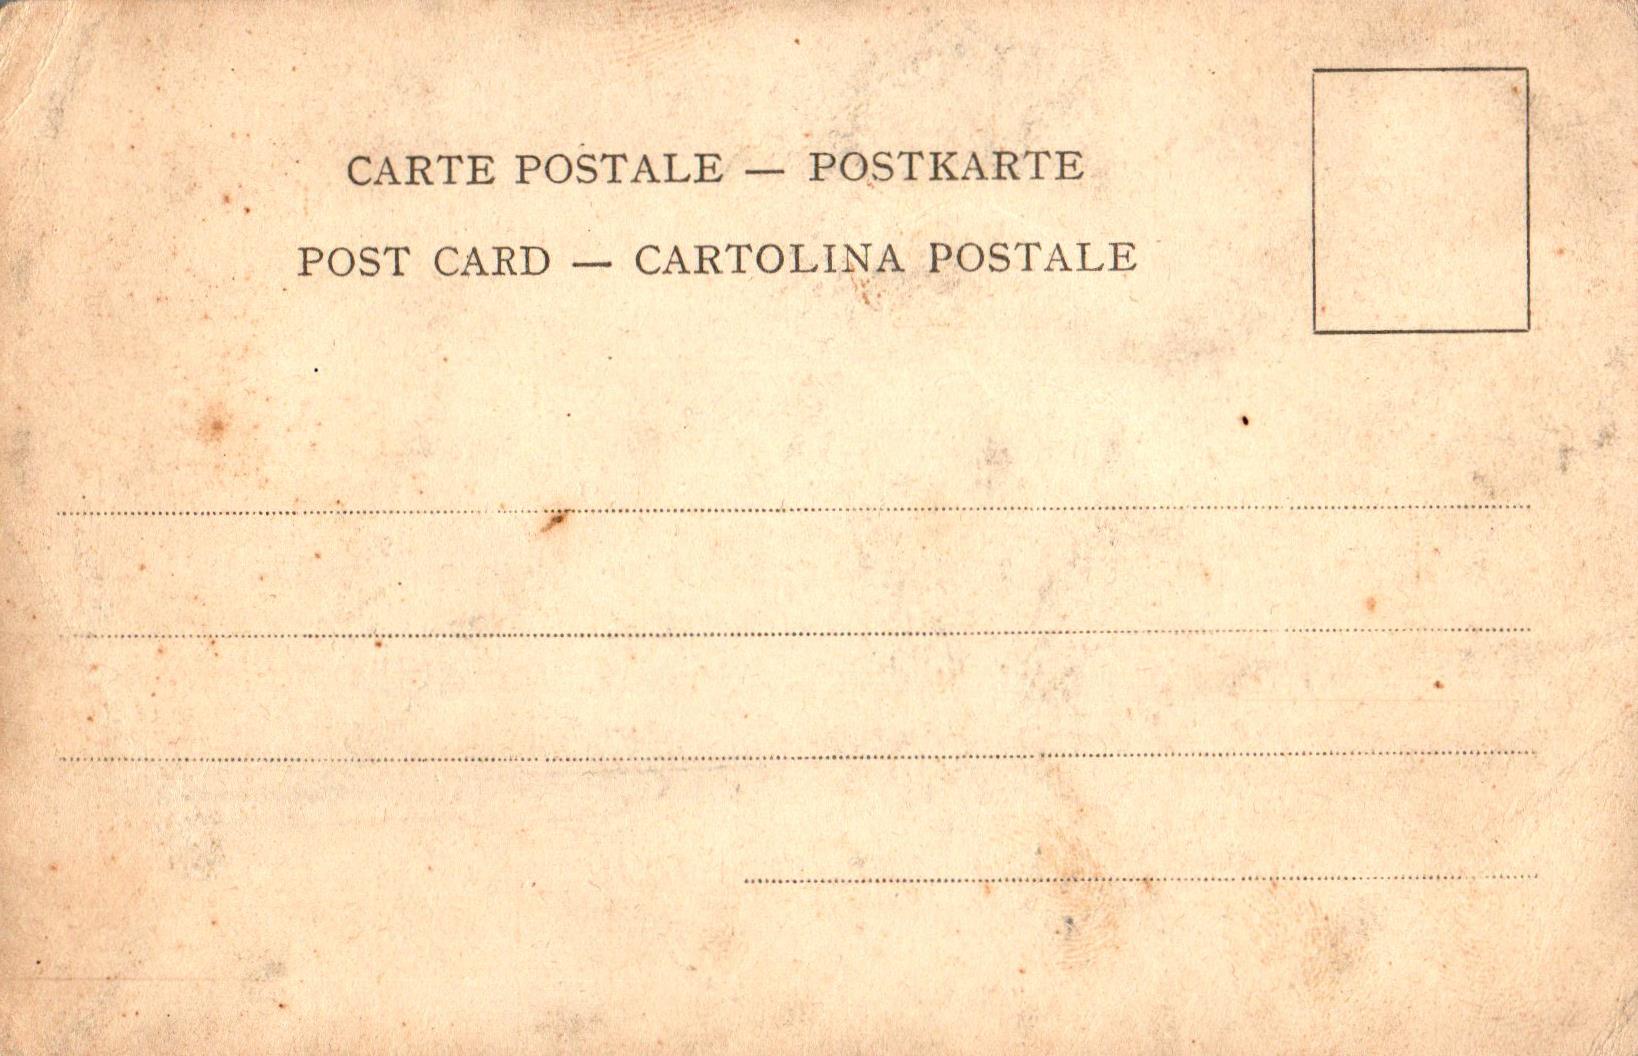 CARTE POSTALE — POSTKARTE
POST CARD — CARTOLINA POSTALE